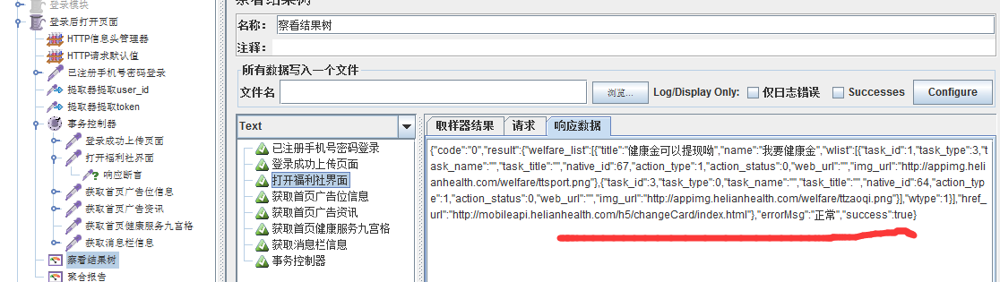 登录模块
登录后打开页面
HTTP信息头管理器
HTTP请求默认值
已注册手机号密码登录
提取器提取user_id
提取器提取token
事务控制器
登录成功上传页面
打开福利社界面
响应断言
获取首页广告位信息
获取首页广告资讯
获取首页健康服务九宫格
获取消息栏信息
察看结果树
聚合报告
察看结果树
名称： 察看结果树
注释：
所有数据写入一个文件
文件名 浏览... Log/Display Only: 仅日志错误 Successes Configure
Text
已注册手机号密码登录
登录成功上传页面
打开福利社界面
获取首页广告位信息
获取首页广告资讯
获取首页健康服务九宫格
获取消息栏信息
事务控制器
取样器结果 请求 响应数据
{"code":"0","result":{"welfare_list":[{"title":"健康金可以提现呦","name":"我要健康金","wlist":[{"task_id":1,"task_type":3,"t
ask_name":"","task_title":"","native_id":67,"action_type":1,"action_status":0,"web_url":"","img_url":"http://appimg.heli
anhealth.com/welfare/ttsport.png"},{"task_id":3,"task_type":0,"task_name":"","task_title":"","native_id":64,"action_typ
e":1,"action_status":0,"web_url":"","img_url":"http://appimg.helianhealth.com/welfare/ttzaoqi.png"}],"wtype":1}],"href_
url":"http://mobileapi.helianhealth.com/h5/changeCard/index.html"},"errorMsg":"正常","success":true}